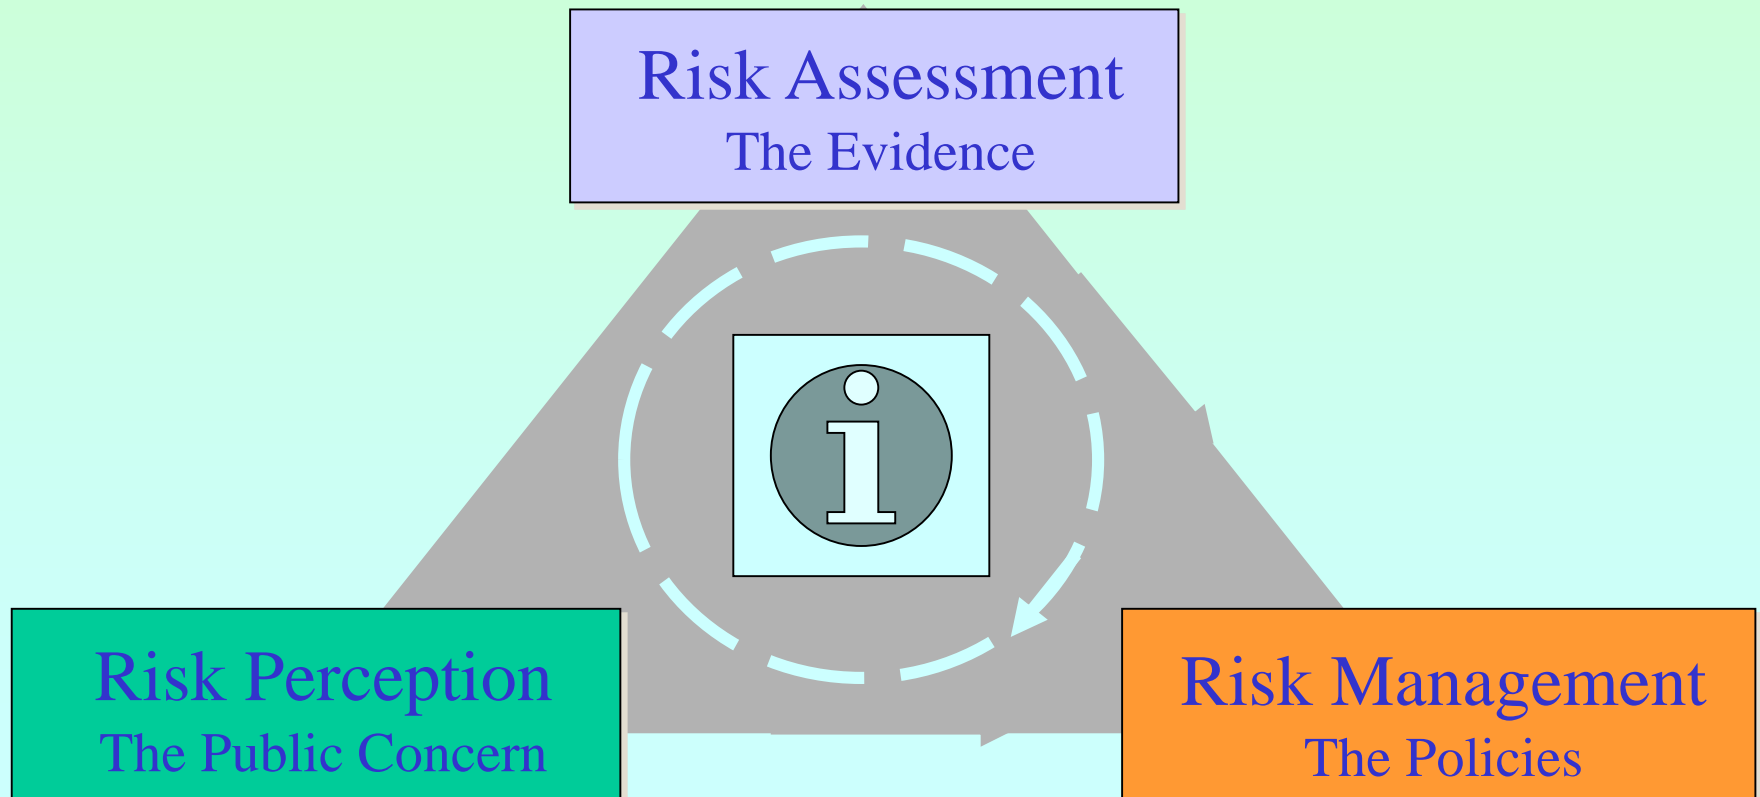 Risk Assessment
The Evidence
i
Risk Perception
The Public Concern
Risk Management
The Policies